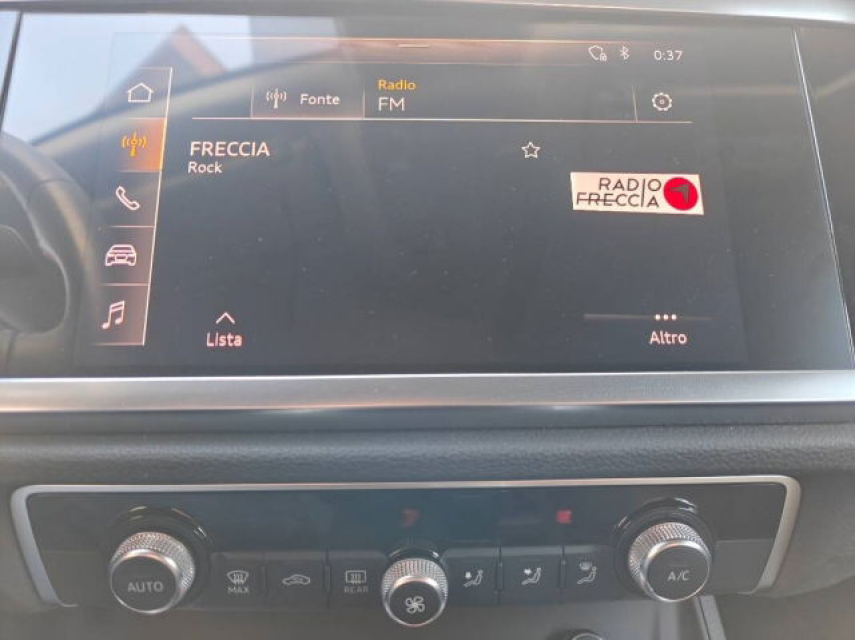 0:37
Fonte
Radio
FM
FRECCIA
Rock
RADIO
FRECCIA
Lista
Altro
AUTO
MAX
REAR
A/C